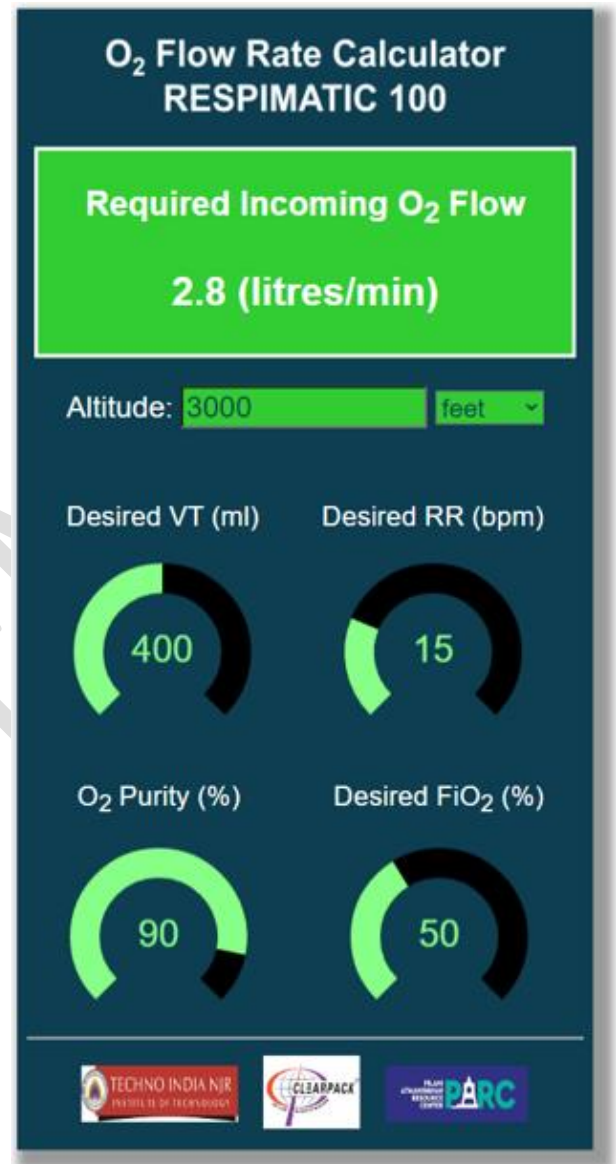 O₂ Flow Rate Calculator
RESPIMATIC 100
Required Incoming O₂ Flow
2.8 (litres/min)
Altitude: 3000 feet
Desired VT (ml) Desired RR (bpm)
400 15
O₂ Purity (%) Desired FiO₂ (%)
90 50
TECHNO INDIA NJR
INSTITUTE OF TECHNOLOGY
CLEARPACK
PARC